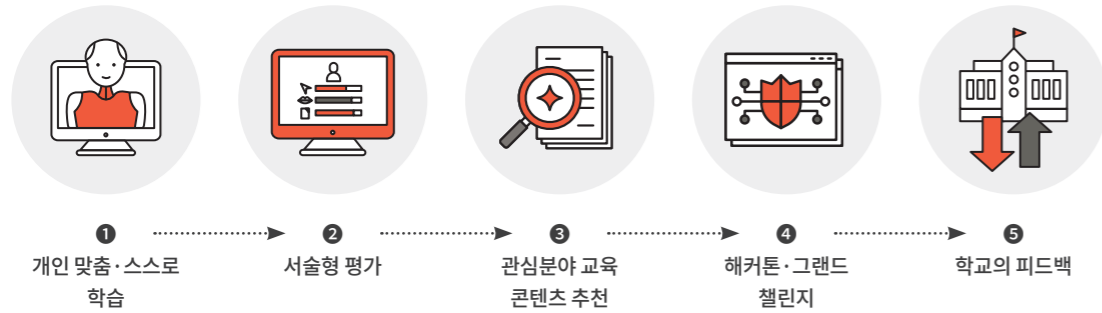 ❶
개인 맞춤·스스로
학습
❷
서술형 평가
❸
관심분야 교육
콘텐츠 추천
❹
해커톤·그랜드
챌린지
❺
학교의 피드백